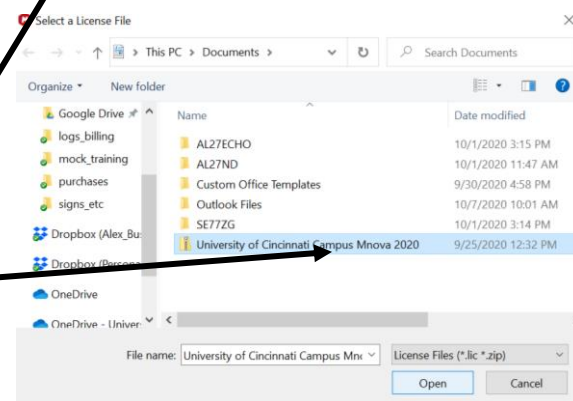 Select a License File
This PC > Documents >
Search Documents
Organize
New folder
Google Drive
logs_billing
mock_training
purchases
signs_etc
Dropbox (Alex_Bu
Dropbox
OneDrive
OneDrive - Univer
Name
Date modified
AL27ECHO 10/1/2020 3:15 PM
AL27ND 10/1/2020 11:47 AM
Custom Office Templates 9/30/2020 4:58 PM
Outlook Files 10/7/2020 10:01 AM
SE77ZG 10/1/2020 3:14 PM
University of Cincinnati Campus Mnova 2020 9/25/2020 12:32 PM
File name: University of Cincinnati Campus Mn
License Files (*.lic *.zip)
Open
Cancel